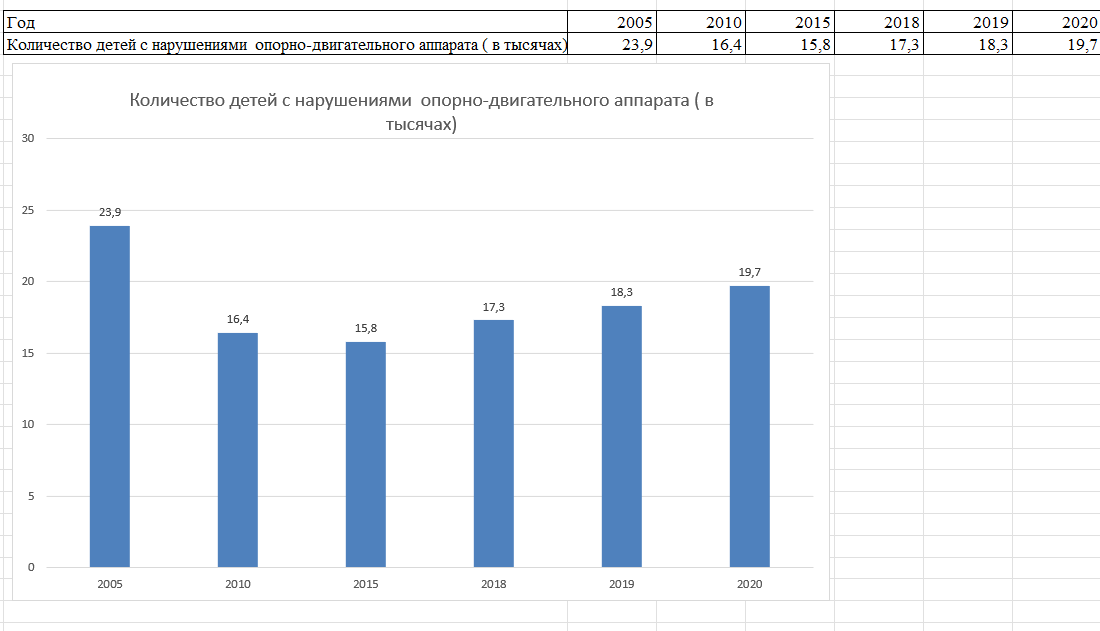 Год 2005 2010 2015 2018 2019 2020
Количество детей с нарушениями  опорно-двигательного аппарата ( в тысячах) 23,9 16,4 15,8 17,3 18,3 19,7
Количество детей с нарушениями  опорно-двигательного аппарата ( в
тысячах)
30
25
20
15
10
5
0
23,9
16,4
15,8
17,3
18,3
19,7
2005 2010 2015 2018 2019 2020